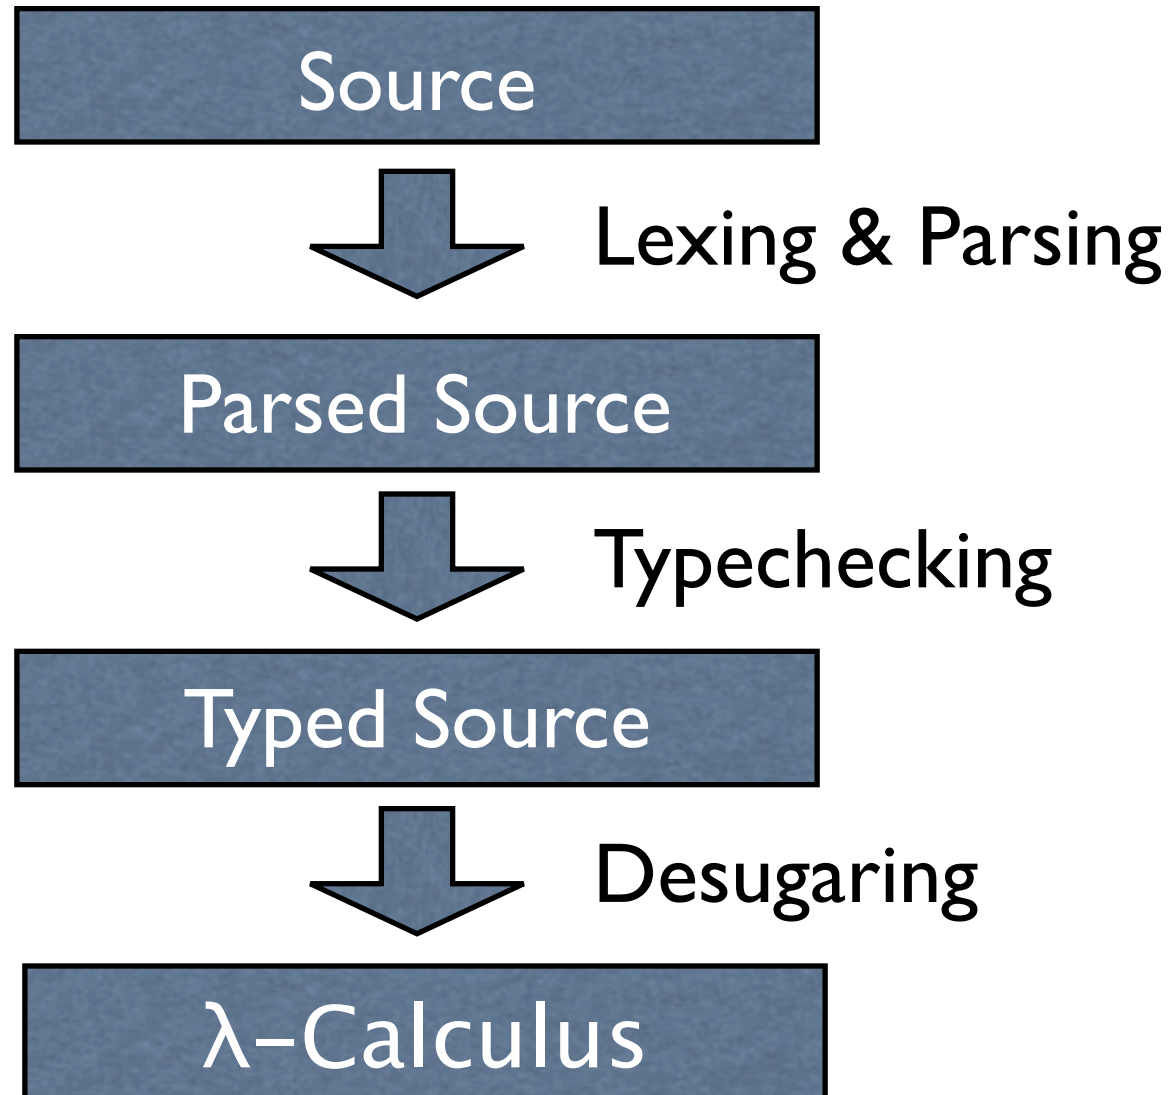 Source
Lexing & Parsing
Parsed Source
Typechecking
Typed Source
Desugaring
λ–Calculus